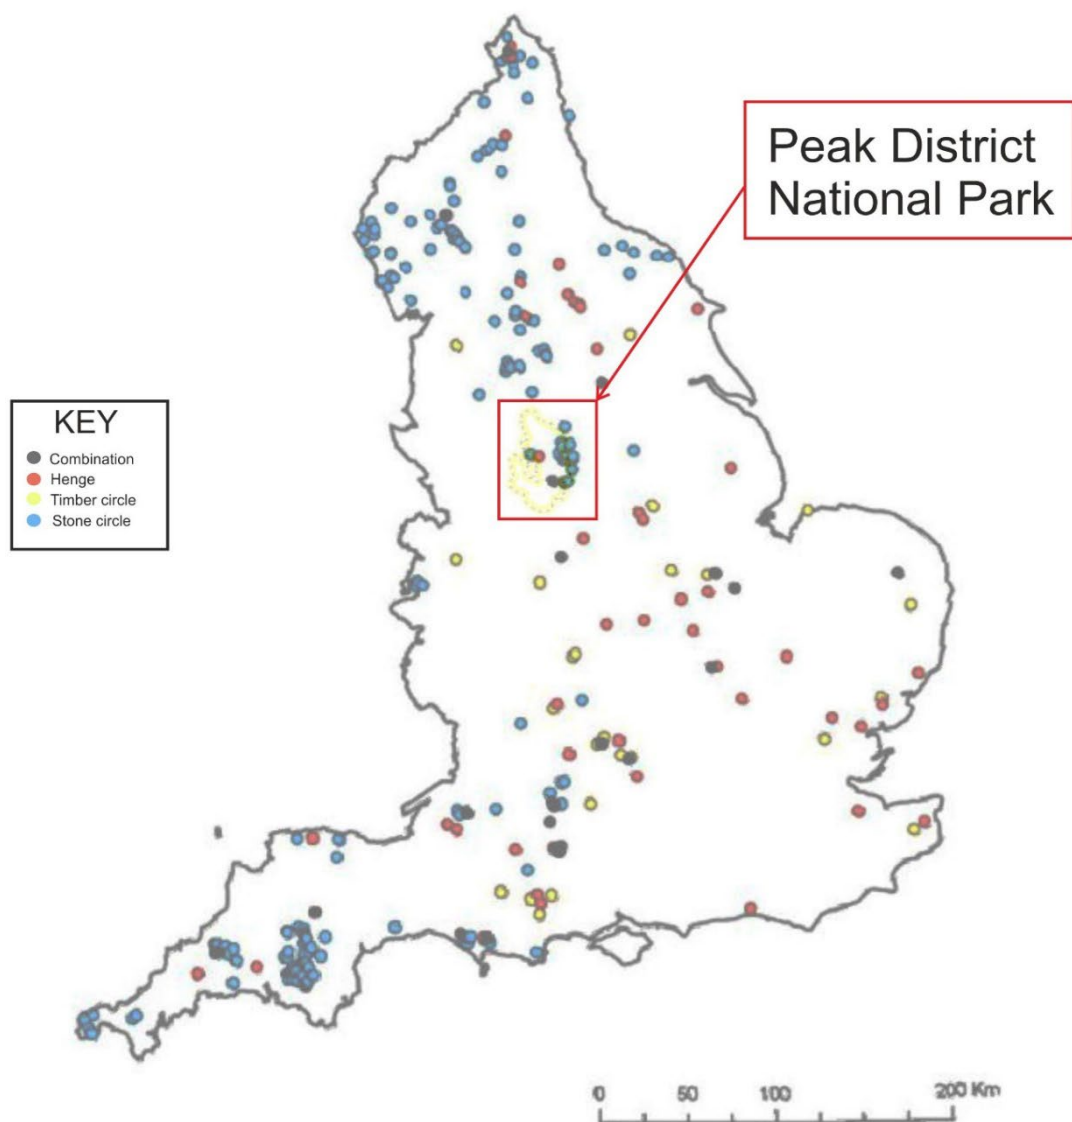 Peak District
National Park
KEY
Combination
Henge
Timber circle
Stone circle
0 50 100 200 Km